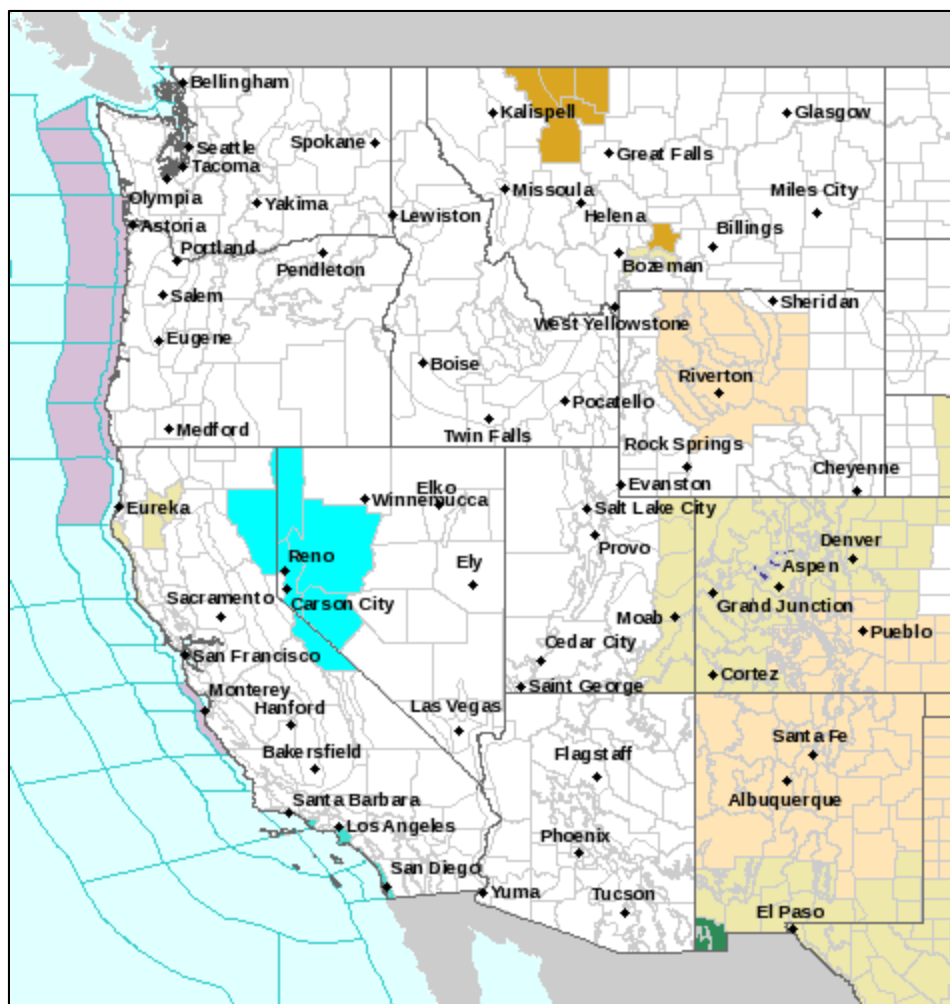 Bellingham
Kalispell
Glasgow
Spokane
Seattle
Great Falls
Tacoma
Missoula
Miles City
Olympia
Yakima
Lewiston
Helena
Astoria
Billings
Portland
Pendleton
Bozeman
Salem
Sheridan
West Yellowstone
Eugene
Boise
Riverton
Pocatello
Medford
Twin Falls
Rock Springs
Cheyenne
Evanston
Elko
Winnemucca
Eureka
Salt Lake City
Provo
Denver
Reno
Ely
Aspen
Sacramento
Carson City
Grand Junction
Moab
Pueblo
Cedar City
San Francisco
Cortez
Saint George
Monterey
Hanford
Las Vegas
Santa Fe
Bakersfield
Flagstaff
Albuquerque
Santa Barbara
Los Angeles
Phoenix
San Diego
Yuma
Tucson
El Paso